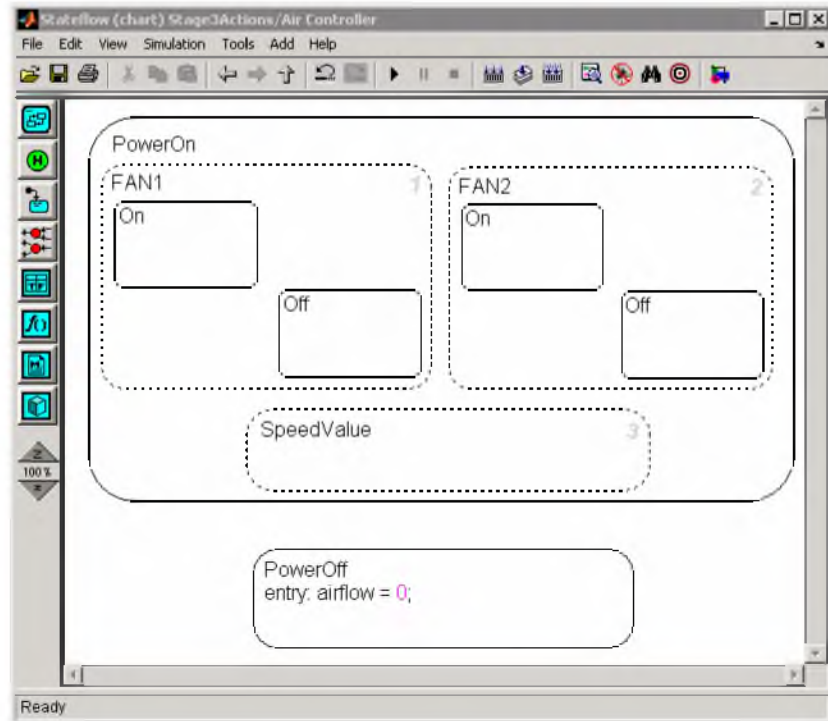 Stateflow (chart) Stage3Actions/Air Controller
File Edit View Simulation Tools Add Help
PowerOn
FAN1 1
FAN2 2
On
On
Off
Off
SpeedValue 3
100 %
PowerOff
entry: airflow = 0;
Ready